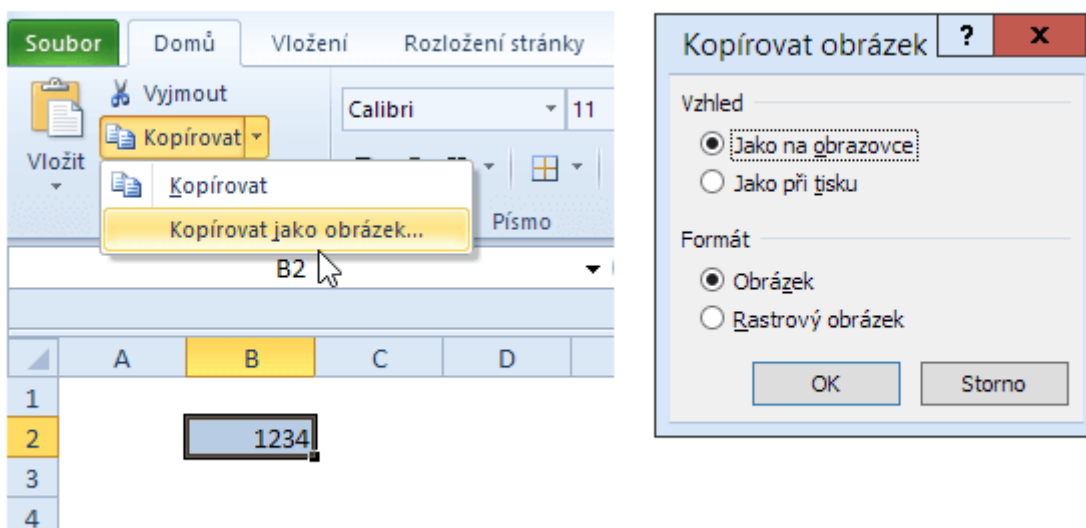 Soubor Domů Vložení Rozložení stránky
Vyjmout
Kopírovat
Calibri 11
Vložit
Kopírovat
Kopírovat jako obrázek...
Písmo
B2
A B C D
1
2 1234
3
4
Kopírovat obrázek ? x
Vzhled
Jako na obrazovce
Jako při tisku
Formát
Obrázek
Rastrový obrázek
OK Storno